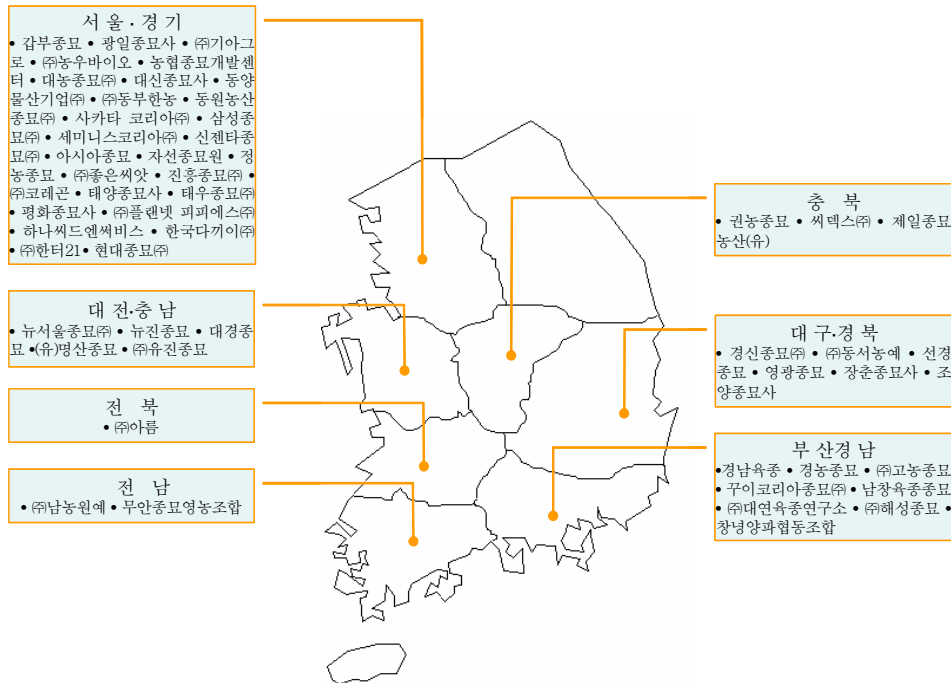 서 울 . 경 기
• 갑부종묘 • 광일종묘사 • ㈜기아그
로 • ㈜농우바이오 • 농협종묘개발센
터 • 대농종묘㈜ • 대신종묘사 • 동양
물산기업㈜ • ㈜동부한농 • 동원농산
종묘㈜ • 사카타 코리아㈜ • 삼성종
묘㈜ • 세미니스코리아㈜ • 신젠타종
묘㈜ • 아시아종묘 • 자선종묘원 • 정
농종묘 • ㈜좋은씨앗 • 진흥종묘㈜ •
㈜코레곤 • 태양종묘사 • 태우종묘㈜
• 평화종묘사 • ㈜플랜넷 피피에스㈜
• 하나씨드엔써비스 • 한국다끼이㈜
• ㈜한터21 • 현대종묘㈜
대 전.충 남
• 뉴서울종묘㈜ • 뉴진종묘 • 대경종
묘 •(유)명산종묘 • ㈜유진종묘
전 북
• ㈜아름
전 남
• ㈜남농원예 • 무안종묘영농조합
충 북
• 권농종묘 • 씨덱스㈜ • 제일종묘
농산(유)
대 구.경 북
• 경신종묘㈜ • ㈜동서농예 • 선경
종묘 • 영광종묘 • 장춘종묘사 • 조
양종묘사
부 산경 남
•경남육종 • 경농종묘 • ㈜고농종묘
• 꾸이코리아종묘㈜ • 남창육종종묘
• ㈜대연육종연구소 • ㈜해성종묘 •
창녕양파협동조합